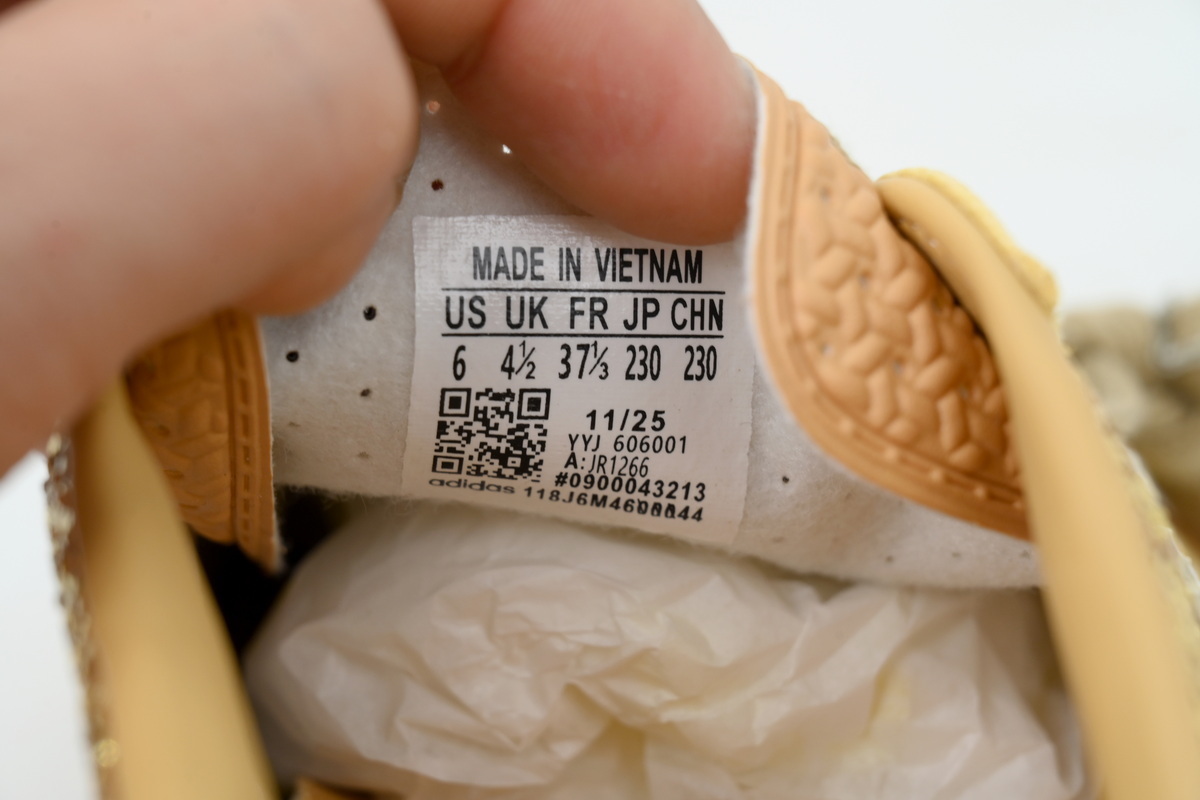 MADE IN VIETNAM
US UK FR JP CHN
6 4½ 37⅓ 230 230
11/25
YYJ 606001
A:JR1266
#0900043213
adidas